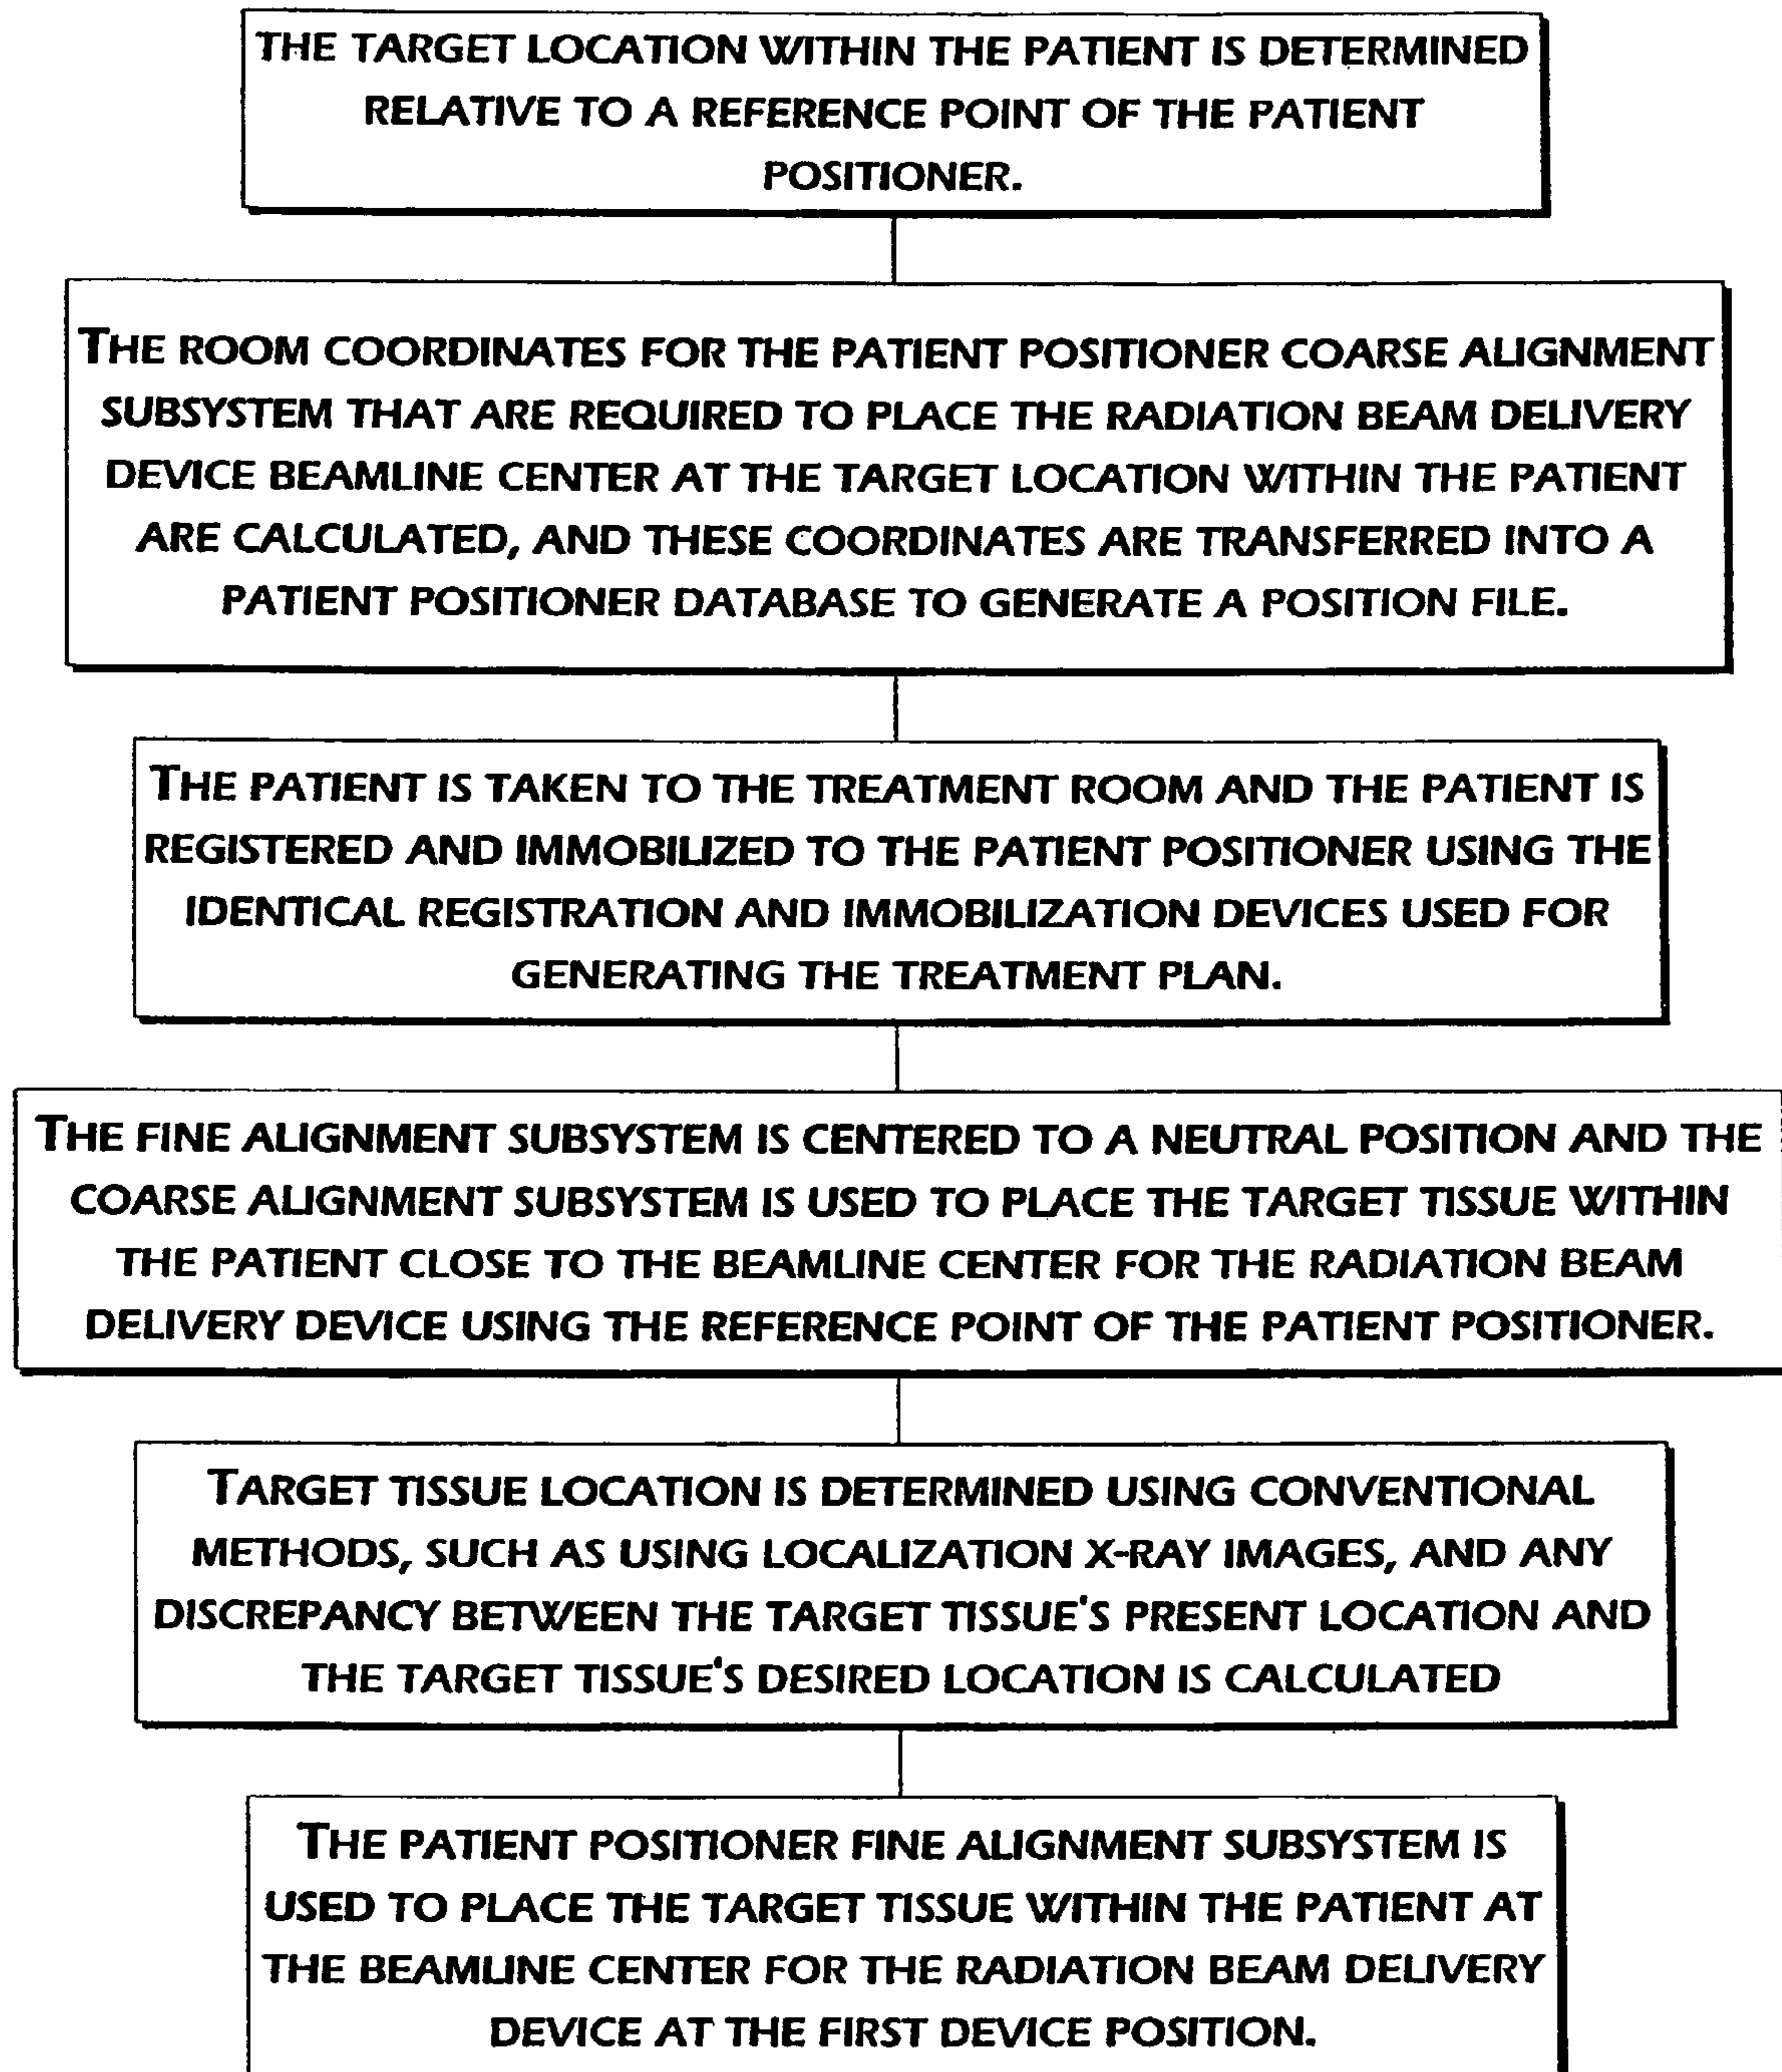 THE TARGET LOCATION WITHIN THE PATIENT IS DETERMINED
RELATIVE TO A REFERENCE POINT OF THE PATIENT
POSITIONER.
THE ROOM COORDINATES FOR THE PATIENT POSITIONER COARSE ALIGNMENT
SUBSYSTEM THAT ARE REQUIRED TO PLACE THE RADIATION BEAM DELIVERY
DEVICE BEAMLINE CENTER AT THE TARGET LOCATION WITHIN THE PATIENT
ARE CALCULATED, AND THESE COORDINATES ARE TRANSFERRED INTO A
PATIENT POSITIONER DATABASE TO GENERATE A POSITION FILE.
THE PATIENT IS TAKEN TO THE TREATMENT ROOM AND THE PATIENT IS
REGISTERED AND IMMOBILIZED TO THE PATIENT POSITIONER USING THE
IDENTICAL REGISTRATION AND IMMOBILIZATION DEVICES USED FOR
GENERATING THE TREATMENT PLAN.
THE FINE ALIGNMENT SUBSYSTEM IS CENTERED TO A NEUTRAL POSITION AND THE
COARSE ALIGNMENT SUBSYSTEM IS USED TO PLACE THE TARGET TISSUE WITHIN
THE PATIENT CLOSE TO THE BEAMLINE CENTER FOR THE RADIATION BEAM
DELIVERY DEVICE USING THE REFERENCE POINT OF THE PATIENT POSITIONER.
TARGET TISSUE LOCATION IS DETERMINED USING CONVENTIONAL
METHODS, SUCH AS USING LOCALIZATION X-RAY IMAGES, AND ANY
DISCREPANCY BETWEEN THE TARGET TISSUE'S PRESENT LOCATION AND
THE TARGET TISSUE'S DESIRED LOCATION IS CALCULATED
THE PATIENT POSITIONER FINE ALIGNMENT SUBSYSTEM IS
USED TO PLACE THE TARGET TISSUE WITHIN THE PATIENT AT
THE BEAMLINE CENTER FOR THE RADIATION BEAM DELIVERY
DEVICE AT THE FIRST DEVICE POSITION.